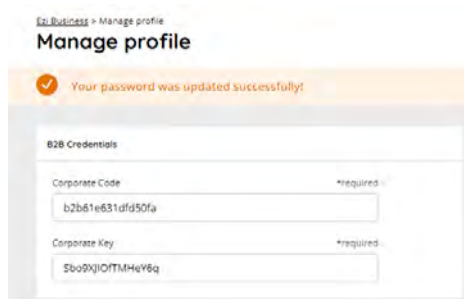 Ezi Business > Manage profile
Manage profile
Your password was updated successfully!
B2B Credentials
Corporate Code *required
b2b61e631dfd50fa
Corporate Key *required
Sbo9XJIOfTMHeY6q